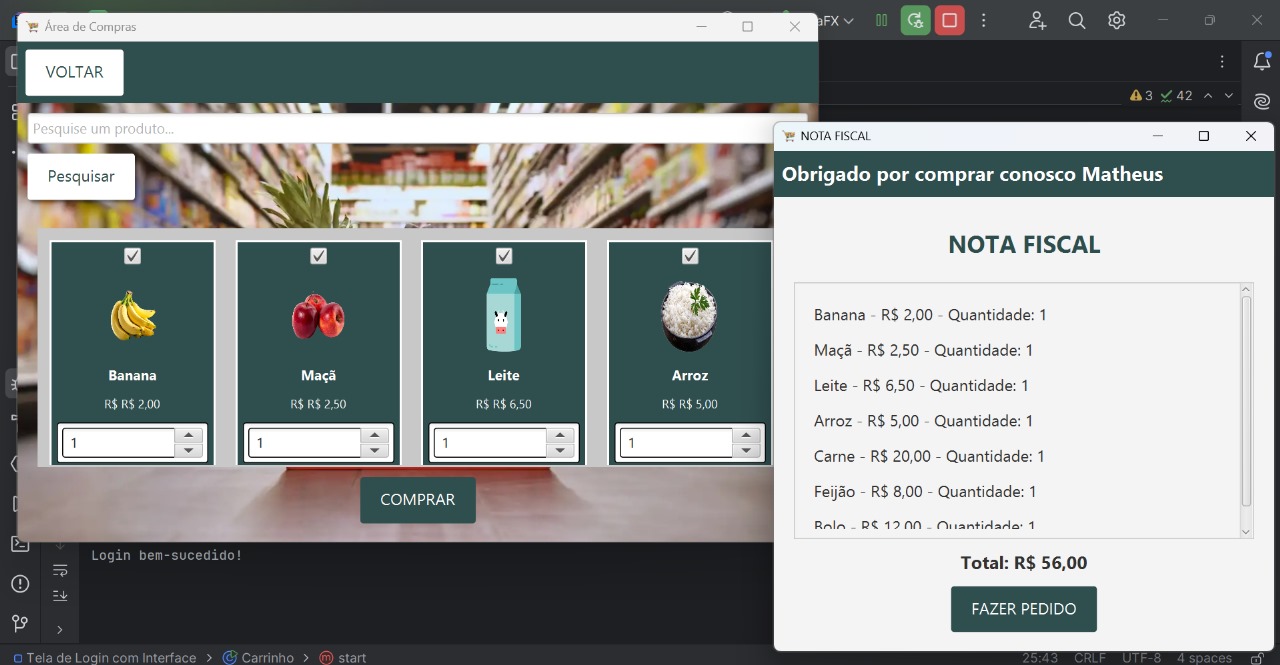 Área de Compras
aFX
VOLTAR
3 42
Pesquise um produto...
Pesquisar
Banana
R$ R$ 2,00
1
Maçã
R$ R$ 2,50
1
Leite
R$ R$ 6,50
1
Arroz
R$ R$ 5,00
1
COMPRAR
NOTA FISCAL
Obrigado por comprar conosco Matheus
NOTA FISCAL
Banana - R$ 2,00 - Quantidade: 1
Maçã - R$ 2,50 - Quantidade: 1
Leite - R$ 6,50 - Quantidade: 1
Arroz - R$ 5,00 - Quantidade: 1
Carne - R$ 20,00 - Quantidade: 1
Feijão - R$ 8,00 - Quantidade: 1
Bolo - R$ 12,00 - Quantidade: 1
Total: R$ 56,00
FAZER PEDIDO
Login bem-sucedido!
Tela de Login com Interface > Carrinho > m start
25:43 CRLF UTF-8 4 spaces